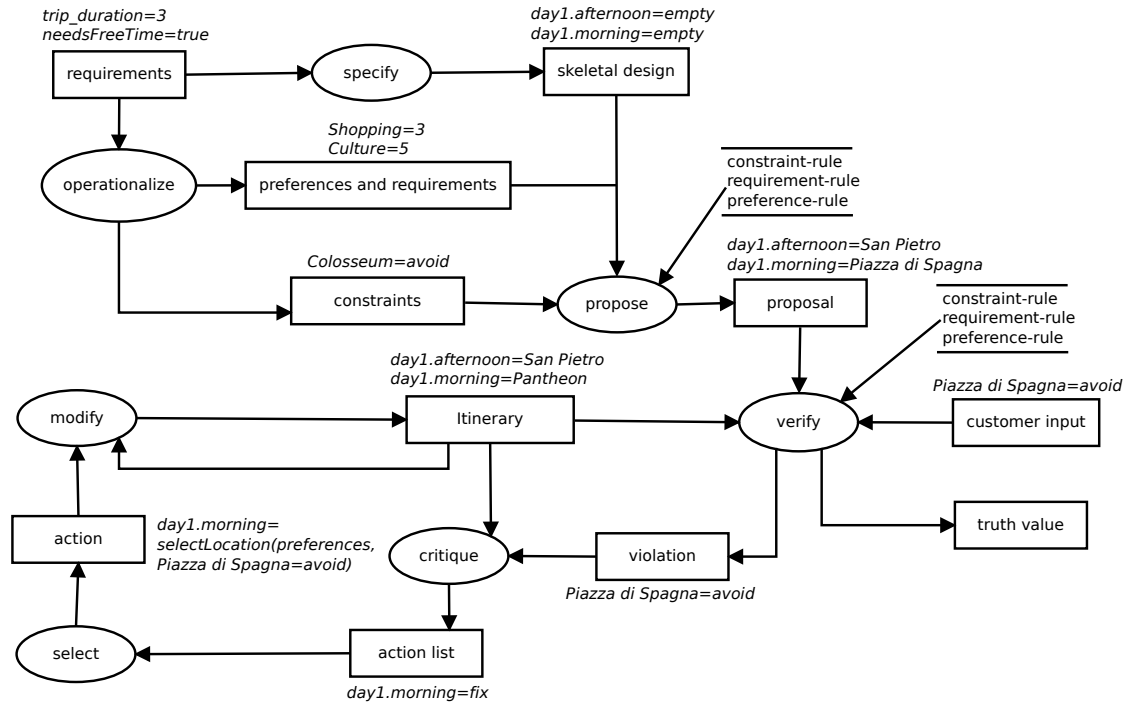 trip_duration=3
needsFreeTime=true
requirements
specify
day1.afternoon=empty
day1.morning=empty
skeletal design
operationalize
Shopping=3
Culture=5
preferences and requirements
constraint-rule
requirement-rule
preference-rule
Colosseum=avoid
constraints
propose
day1.afternoon=San Pietro
day1.morning=Piazza di Spagna
proposal
constraint-rule
requirement-rule
preference-rule
modify
day1.afternoon=San Pietro
day1.morning=Pantheon
Itinerary
verify
Piazza di Spagna=avoid
customer input
action
day1.morning=
selectLocation(preferences,
Piazza di Spagna=avoid)
critique
violation
Piazza di Spagna=avoid
truth value
select
action list
day1.morning=fix